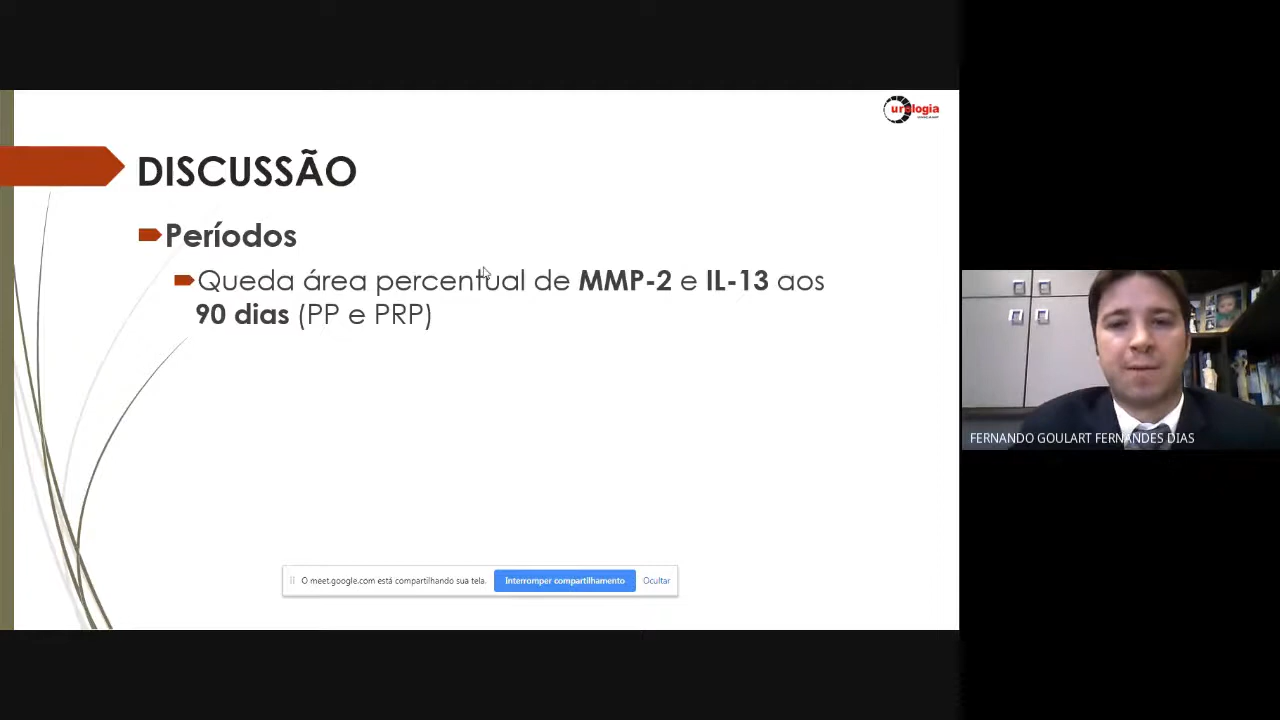 urologia
DISCUSSÃO
Períodos
Queda área percentual de MMP-2 e IL-13 aos
90 dias (PP e PRP)
O meet.google.com está compartilhando sua tela.
Interromper compartilhamento
Ocultar
FERNANDO GOULART FERNANDES DIAS